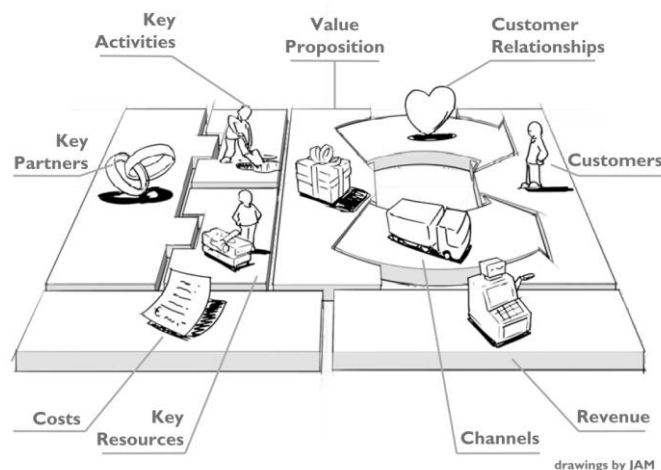 Key
Activities
Value
Proposition
Customer
Relationships
Key
Partners
Customers
Costs
Key
Resources
Channels
Revenue
drawings by JAM